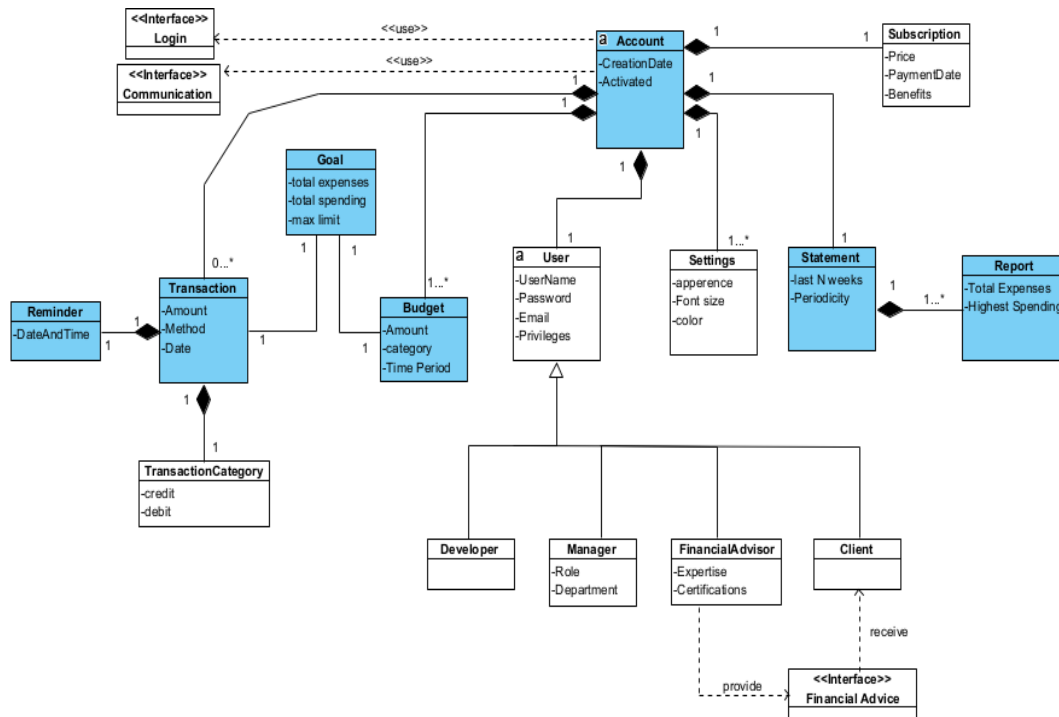 <<Interface>>
Login
<<use>>
<<Interface>>
Communication
<<use>>
a Account
-CreationDate
-Activated
1
1
Subscription
-Price
-PaymentDate
-Benefits
1
1
1
1
1
Goal
-total expenses
-total spending
-max limit
1
1
0...*
1...*
1
1...*
1
Transaction
-Amount
-Method
-Date
Reminder
-DateAndTime
1
1
1
1
Budget
-Amount
-category
-Time Period
a User
-UserName
-Password
-Email
-Privileges
Settings
-apperence
-Font size
-color
Statement
-last N weeks
-Periodicity
1
1...*
Report
-Total Expenses
-Highest Spending
1
1
TransactionCategory
-credit
-debit
Developer
Manager
-Role
-Department
FinancialAdvisor
-Expertise
-Certifications
Client
receive
provide
<<Interface>>
Financial Advice